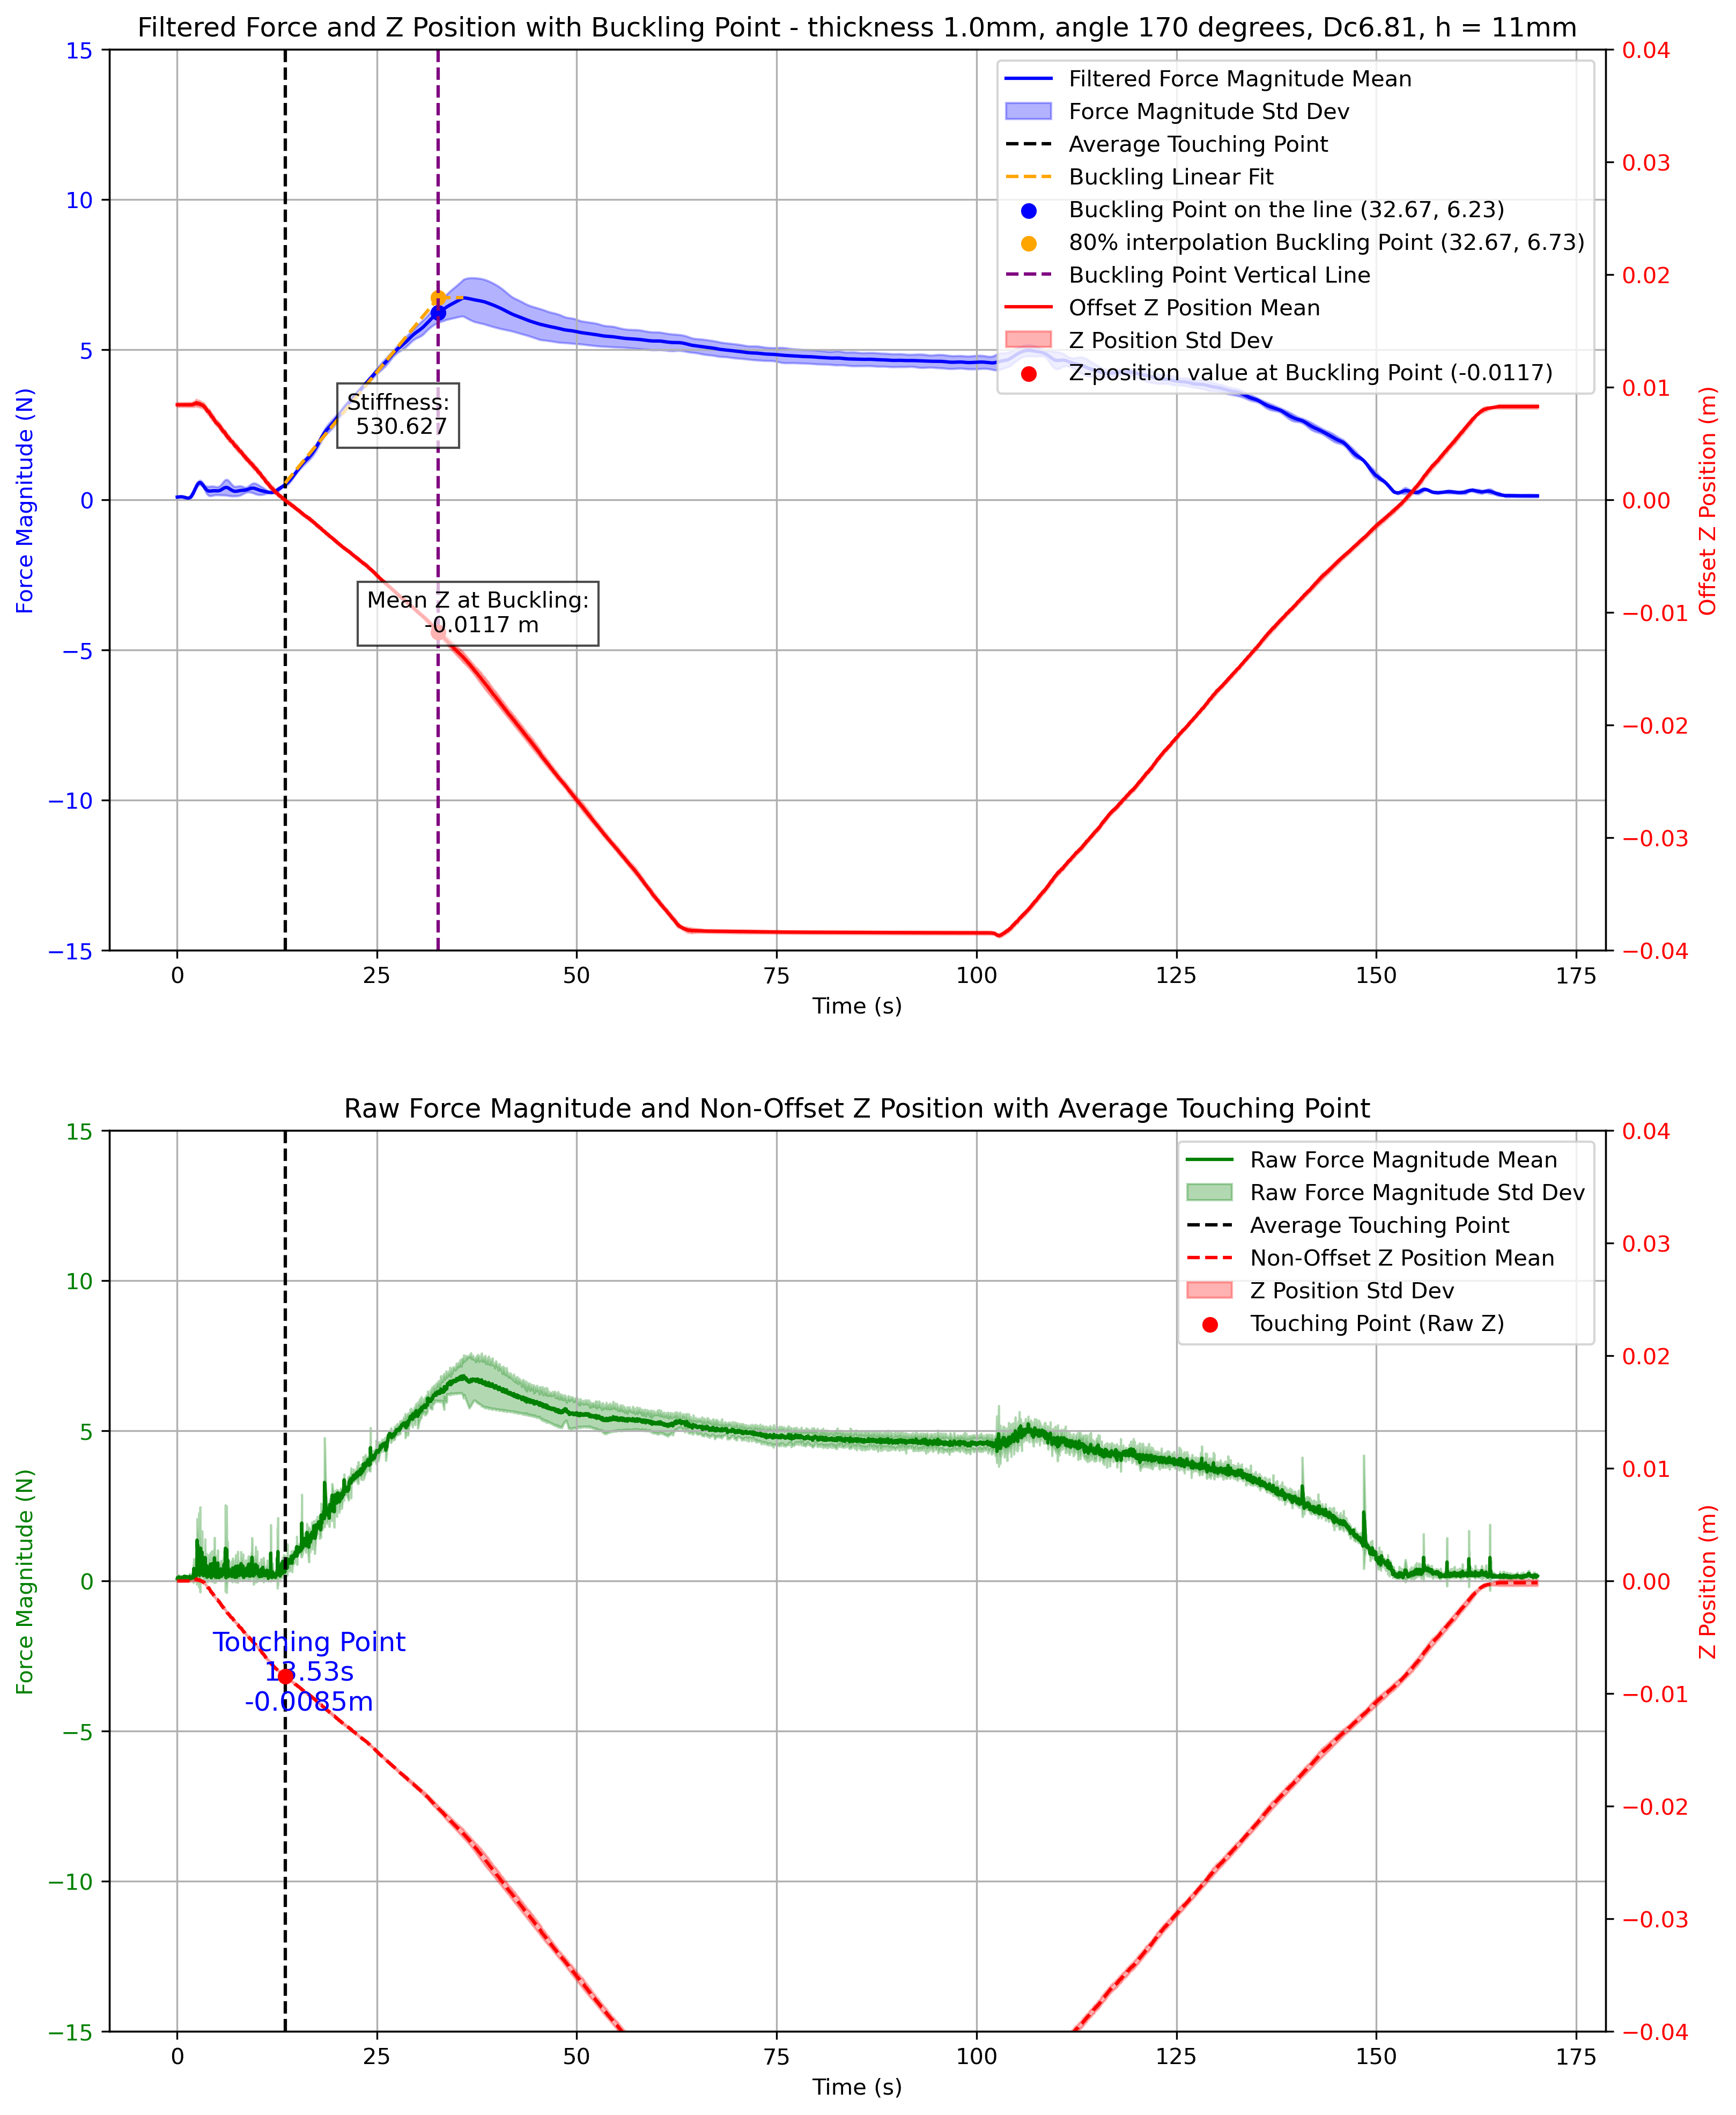 Filtered Force and Z Position with Buckling Point - thickness 1.0mm, angle 170 degrees, Dc6.81, h = 11mm
Filtered Force Magnitude Mean
Force Magnitude Std Dev
Average Touching Point
Buckling Linear Fit
Buckling Point on the line (32.67, 6.23)
80% interpolation Buckling Point (32.67, 6.73)
Buckling Point Vertical Line
Offset Z Position Mean
Z Position Std Dev
Z-position value at Buckling Point (-0.0117)
Stiffness:
530.627
Mean Z at Buckling:
-0.0117 m
15
10
5
0
−5
−10
−15
Force Magnitude (N)
0.04
0.03
0.02
0.01
0.00
−0.01
−0.02
−0.03
−0.04
Offset Z Position (m)
0 25 50 75 100 125 150 175
Time (s)
Raw Force Magnitude and Non-Offset Z Position with Average Touching Point
Raw Force Magnitude Mean
Raw Force Magnitude Std Dev
Average Touching Point
Non-Offset Z Position Mean
Z Position Std Dev
Touching Point (Raw Z)
Touching Point
13.53s
-0.0085m
15
10
5
0
−5
−10
−15
Force Magnitude (N)
0.04
0.03
0.02
0.01
0.00
−0.01
−0.02
−0.03
−0.04
Z Position (m)
0 25 50 75 100 125 150 175
Time (s)